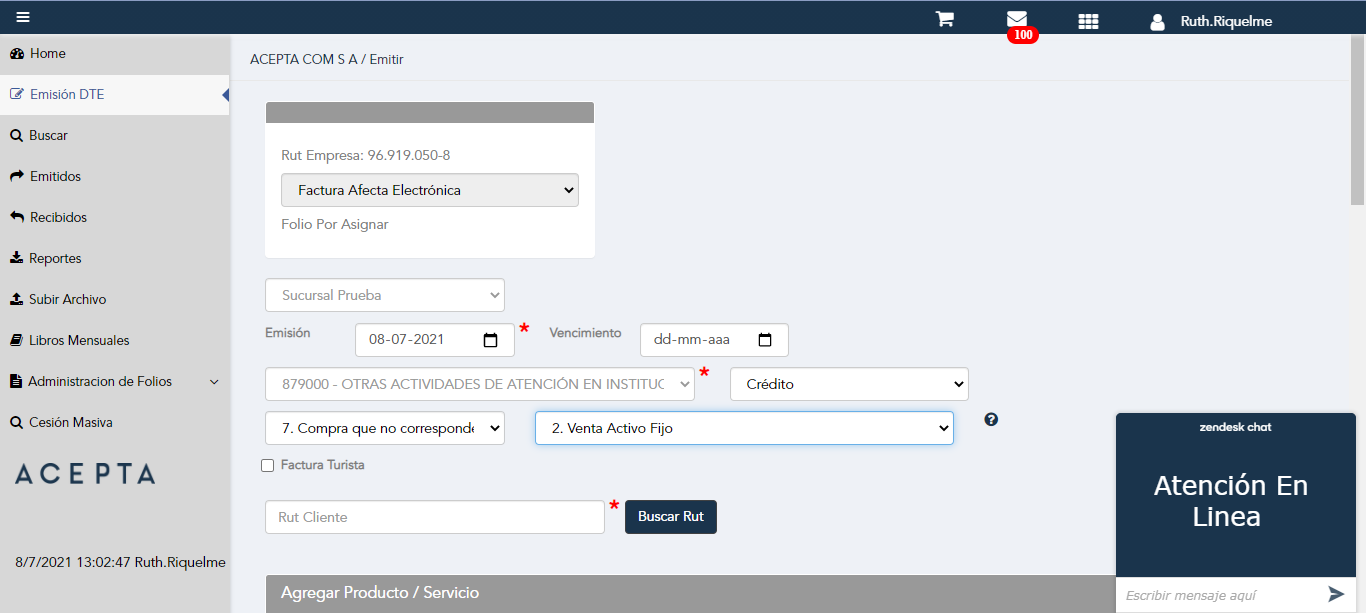 Ruth.Riquelme
100
Home
Emisión DTE
Buscar
Emitidos
Recibidos
Reportes
Subir Archivo
Libros Mensuales
Administracion de Folios
Cesión Masiva
ACEPTA
8/7/2021 13:02:47 Ruth.Riquelme
ACEPTA COM S A / Emitir
Rut Empresa: 96.919.050-8
Factura Afecta Electrónica
Folio Por Asignar
Sucursal Prueba
Emisión 08-07-2021 * Vencimiento dd-mm-aaa
879000 - OTRAS ACTIVIDADES DE ATENCIÓN EN INSTITUC * Crédito
7. Compra que no corresponde 2. Venta Activo Fijo ?
Factura Turista
Rut Cliente * Buscar Rut
Agregar Producto / Servicio
zendesk chat
Atención En
Linea
Escribir mensaje aquí